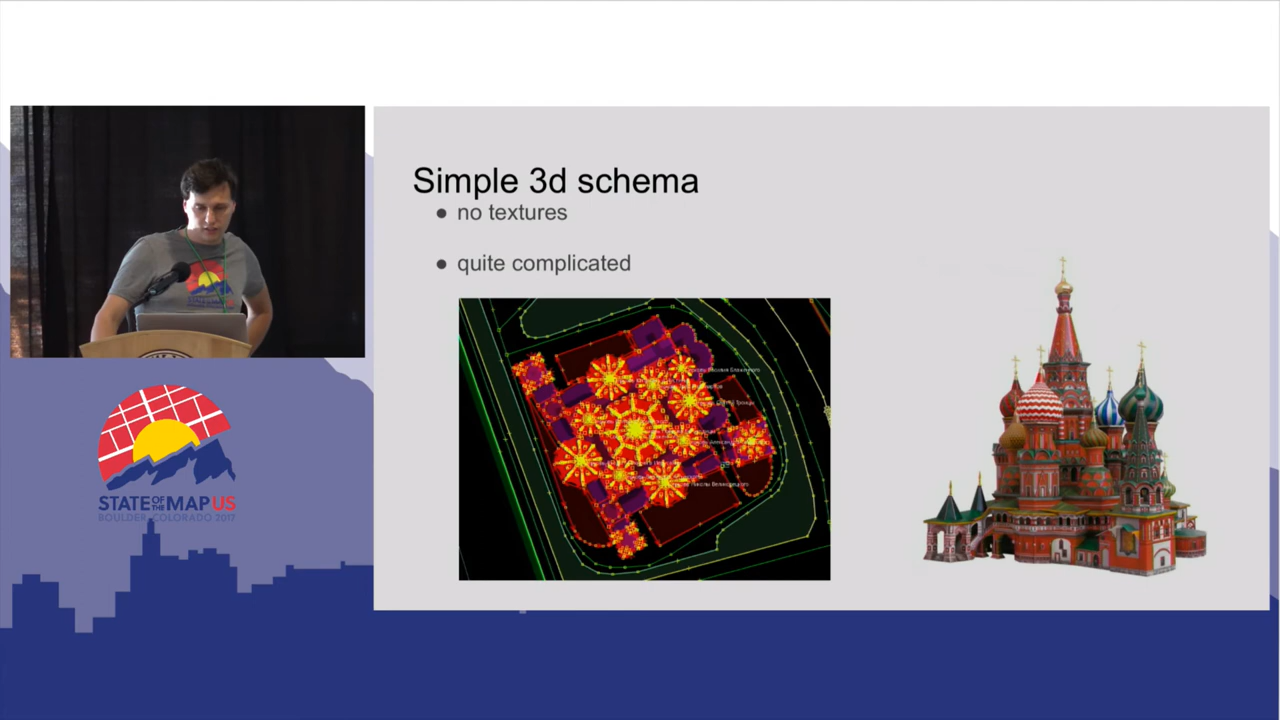 Simple 3d schema
● no textures
● quite complicated
STATE OF THE MAP US
BOULDER, COLORADO 2017